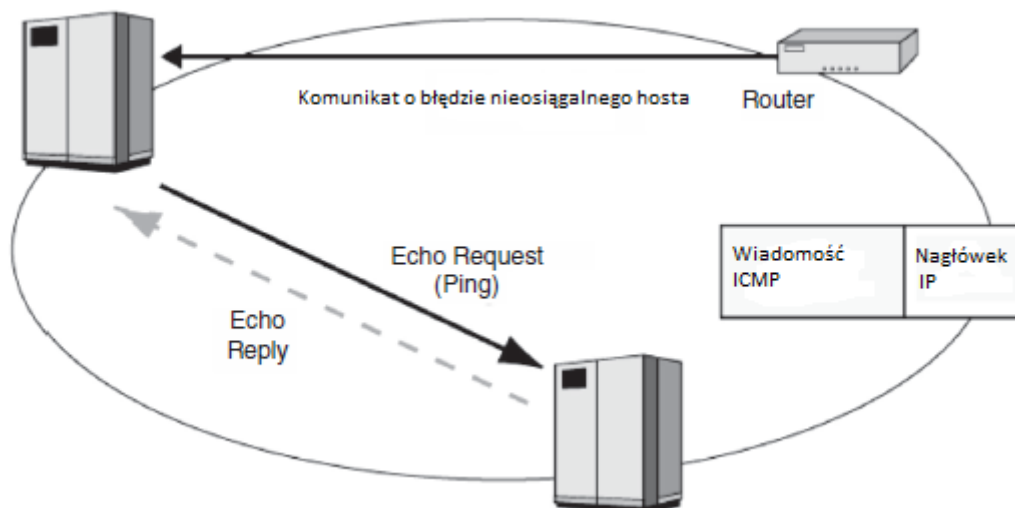 Komunikat o błędzie nieosiągalnego hosta
Router
Echo Request
(Ping)
Echo
Reply
Wiadomość
ICMP
Nagłówek
IP